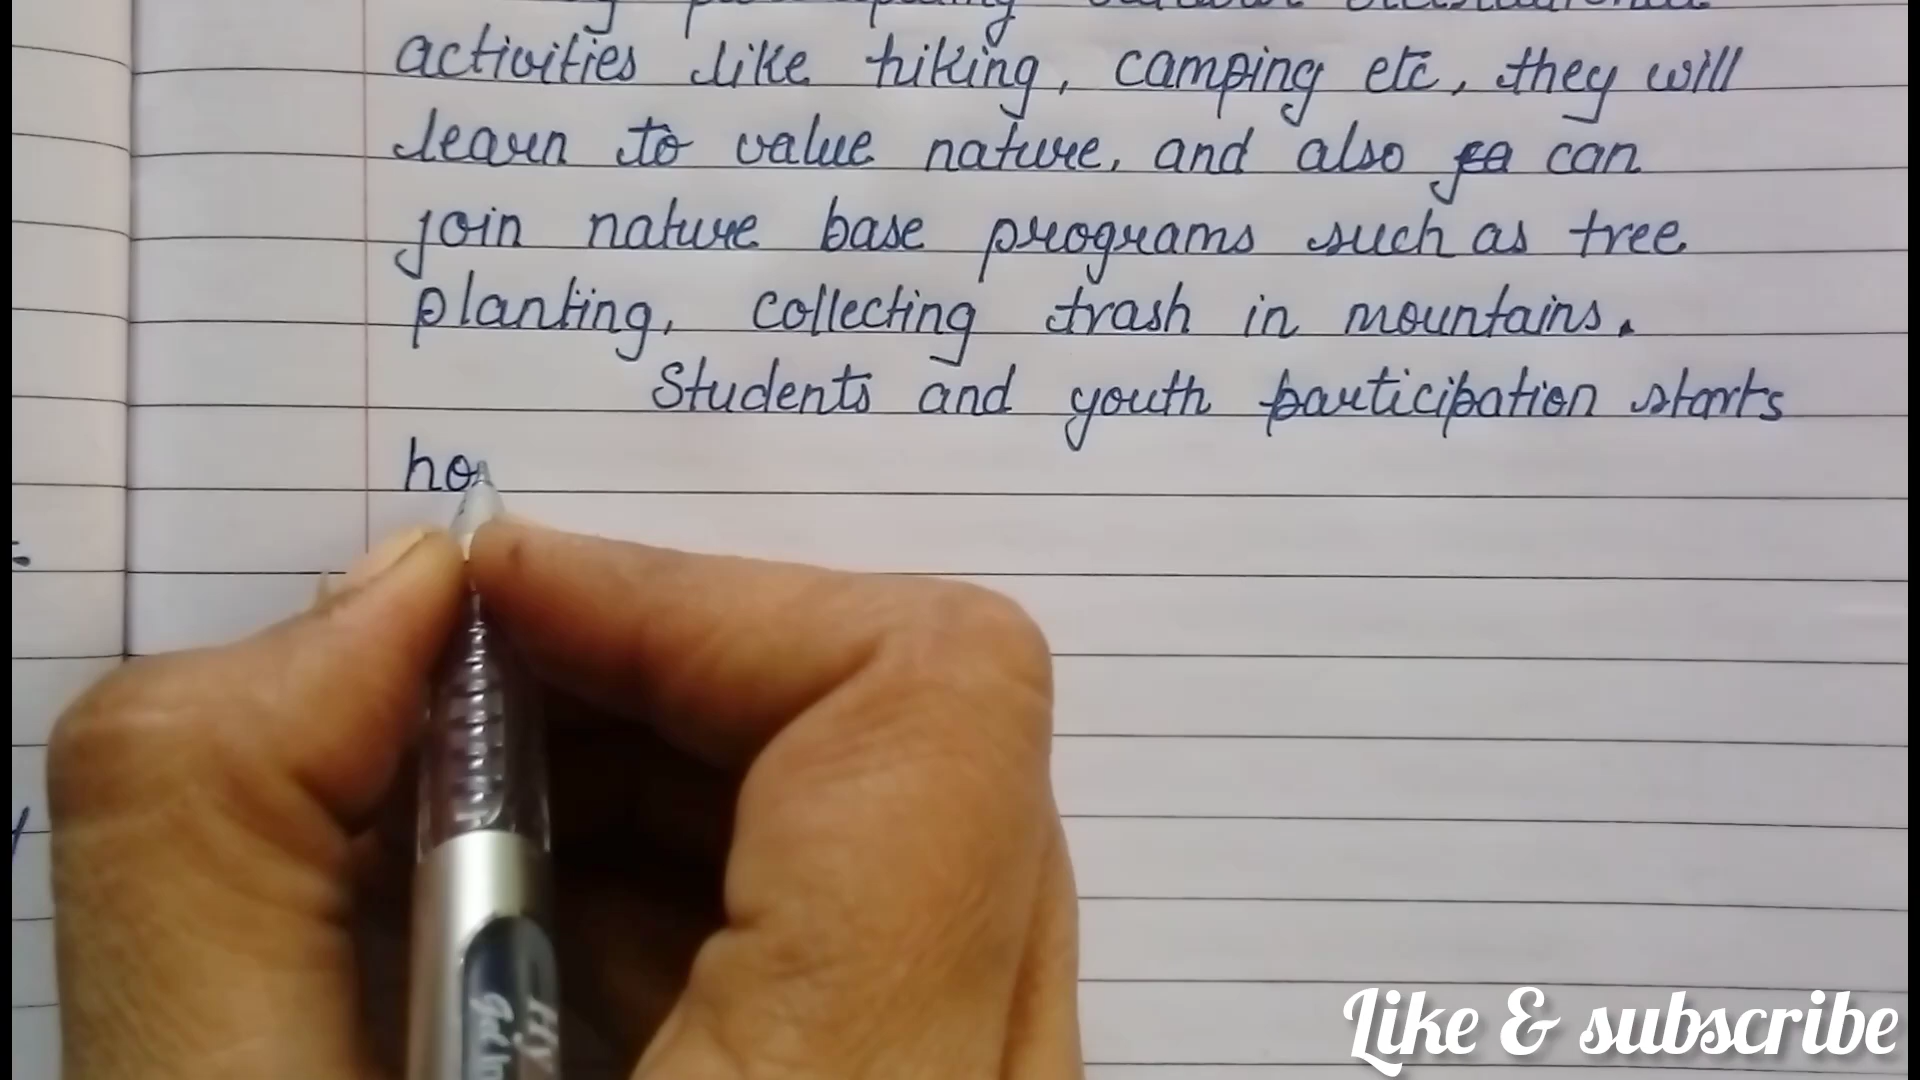 activities like hiking, camping etc, they will
learn to value nature, and also can
join nature base programs such as tree
planting, collecting trash in mountains.
Students and youth participation starts
ho
Like & subscribe